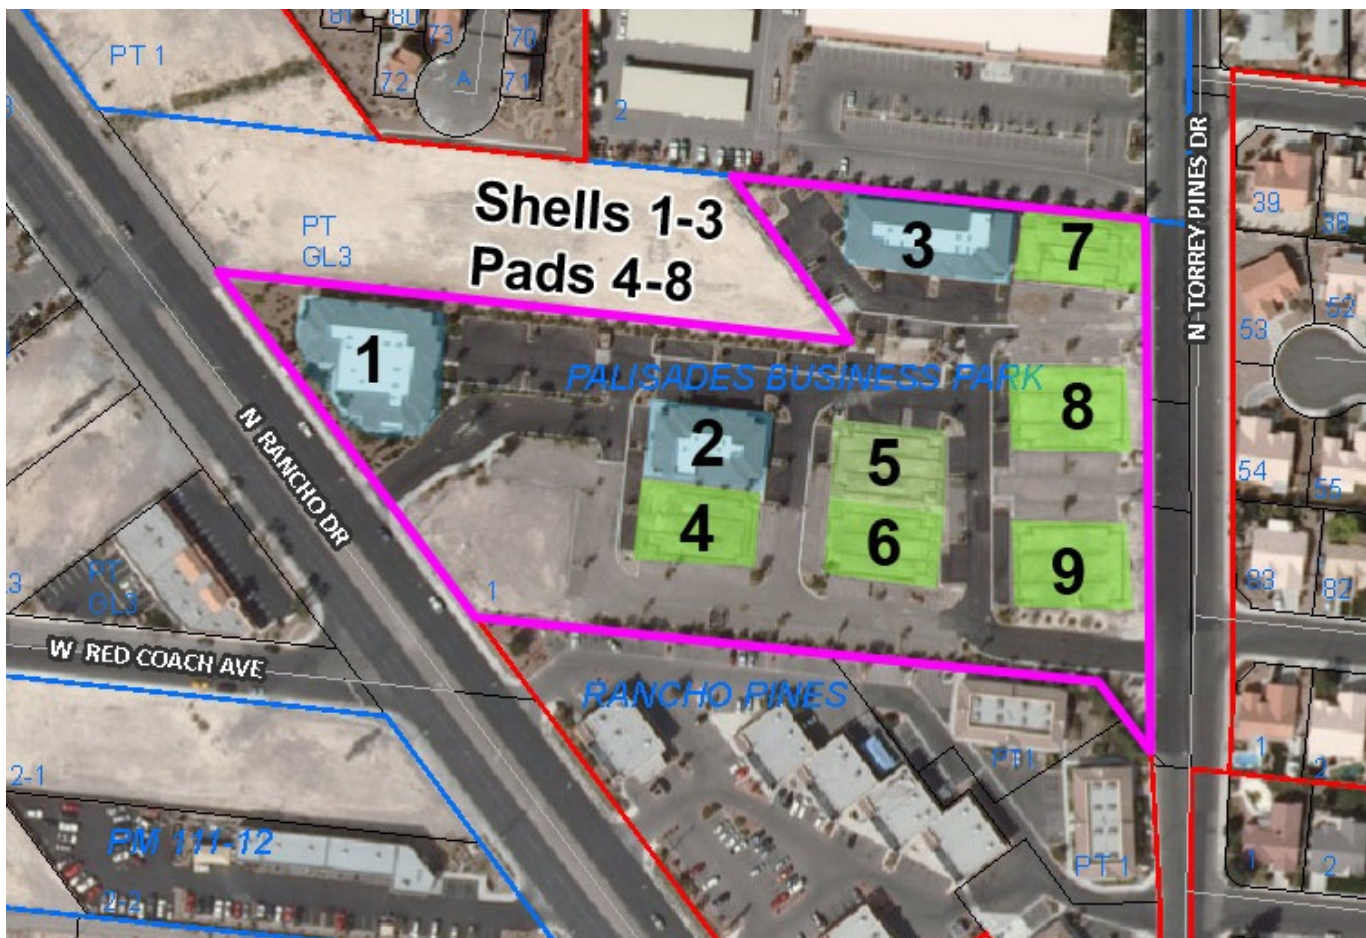 81
80
73
70
PT 1
72
A
71
2
39
38
Shells 1-3
Pads 4-8
PT
GL3
3
7
N TORREY PINES DR
53
52
1
PALISADES BUSINESS PARK
8
2
5
54
55
N RANCHO DR
4
6
9
83
82
PT
GL3
1
W RED COACH AVE
RANCHO PINES
PT1
1
2
2-1
PM 111-12
2-2
PT 1
1
2